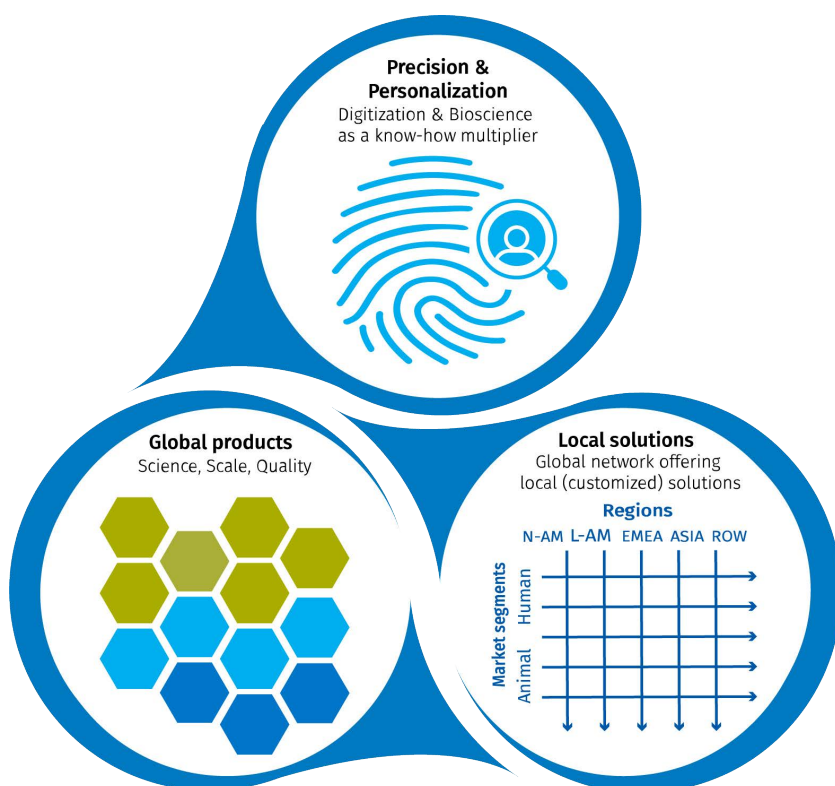 Precision &
Personalization
Digitization & Bioscience
as a know-how multiplier
Global products
Science, Scale, Quality
Local solutions
Global network offering
local (customized) solutions
Regions
N-AM L-AM EMEA ASIA ROW
Market segments
Human
Animal